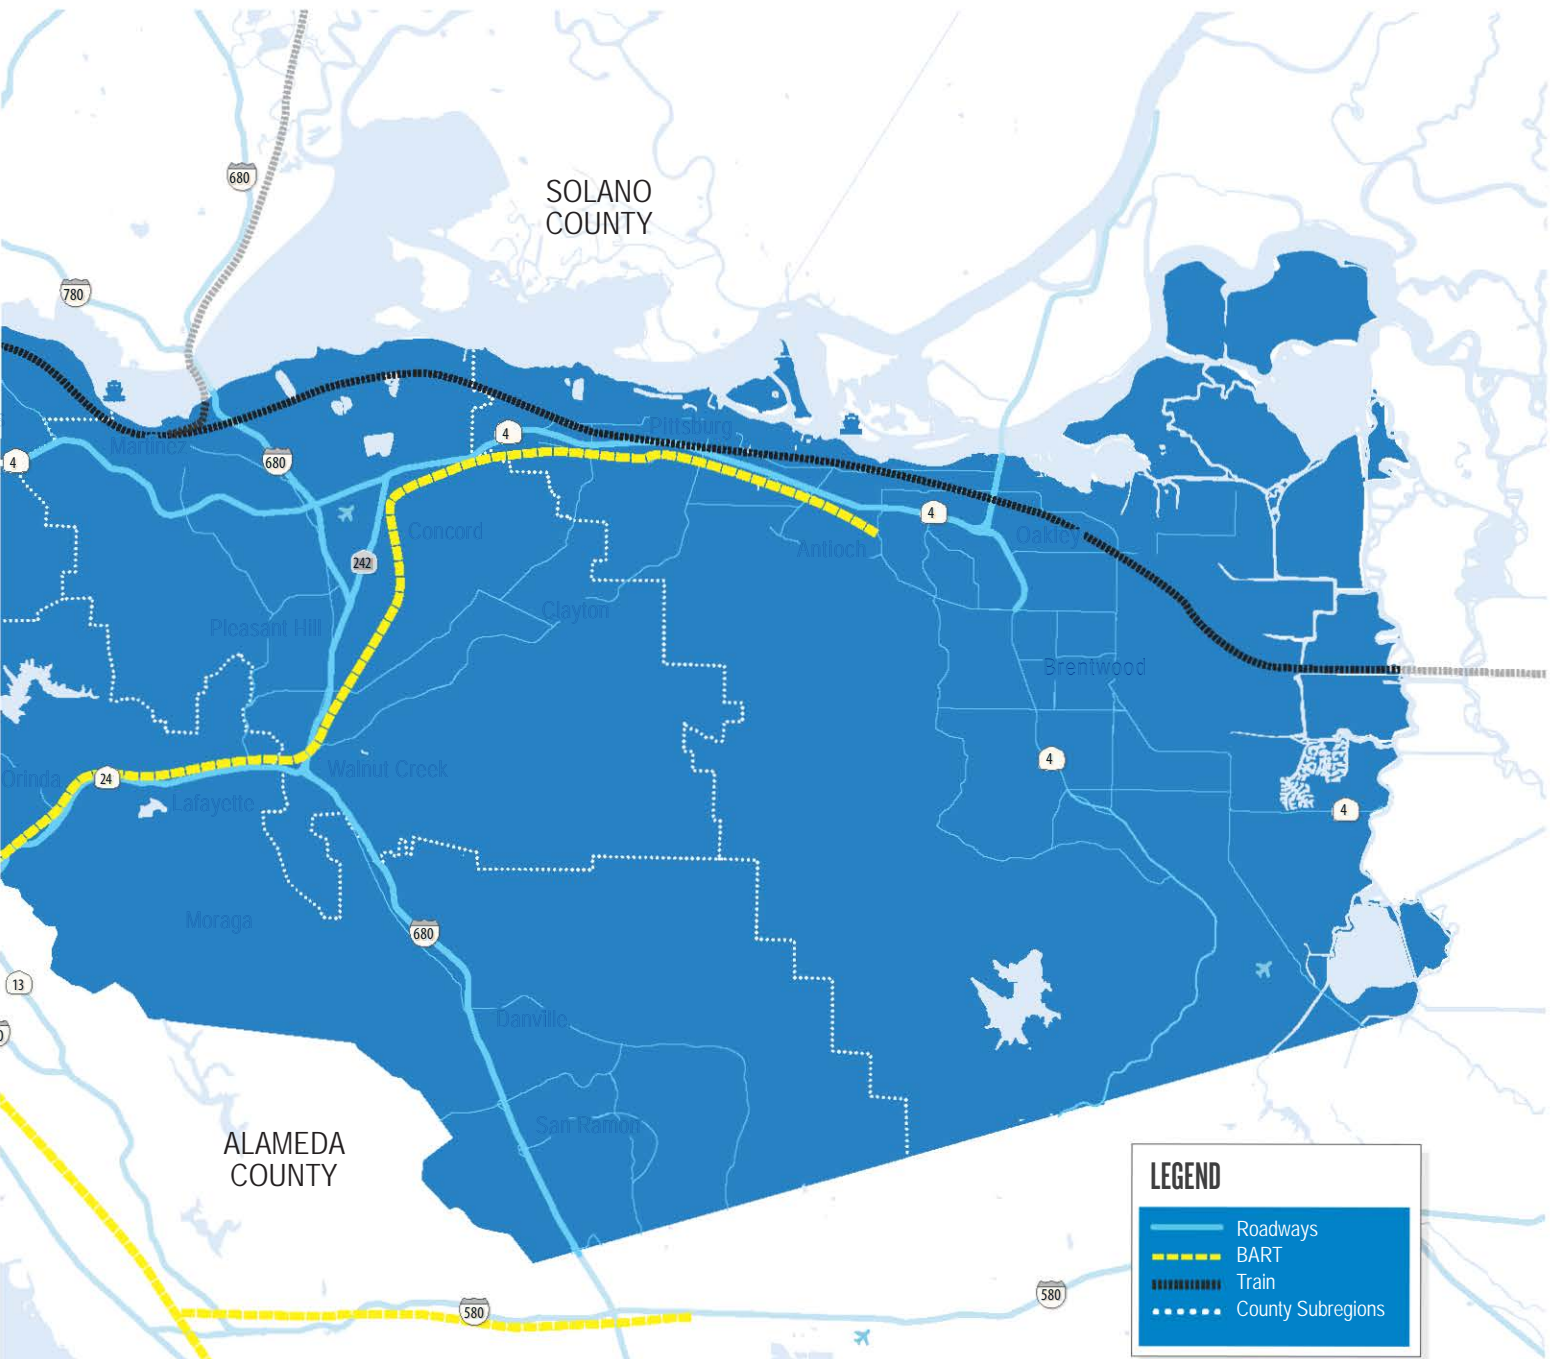 SOLANO
COUNTY
680
780
4
Pittsburg
Martinez
4
680
4
Concord
Oakley
Antioch
242
Clayton
Pleasant Hill
Brentwood
4
Walnut Creek
Orinda
24
Lafayette
4
Moraga
680
13
Danville
San Ramon
ALAMEDA
COUNTY
580
580
LEGEND
Roadways
BART
Train
County Subregions